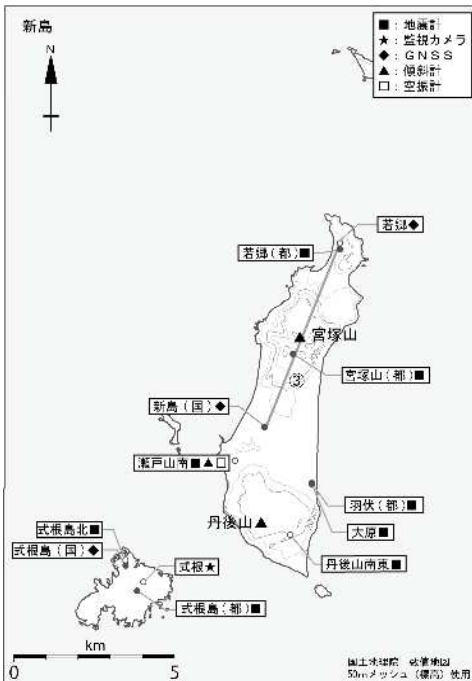 新島
■：地震計
★：監視カメラ
◆：ＧＮＳＳ
▲：傾斜計
□：空振計
N
若郷◆
若郷（都）■
宮塚山
宮塚山（都）■
③
新島（国）◆
瀬戸山南■▲□
羽伏（都）■
丹後山
大原■
式根島北■
式根島（国）◆
丹後山南東■
式根★
式根島（都）■
km
0 5
国土地理院 数値地図
50mメッシュ（標高）使用